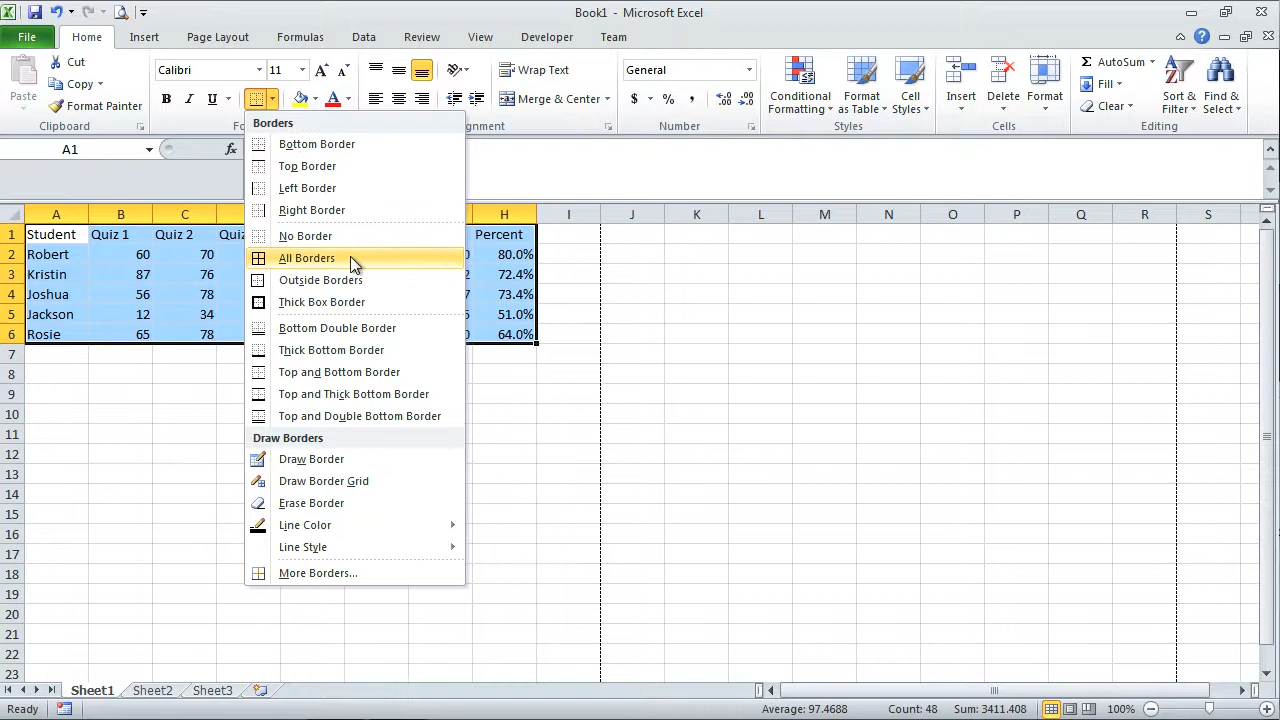 Book1 - Microsoft Excel
File Home Insert Page Layout Formulas Data Review View Developer Team
Paste Cut Copy Format Painter Clipboard
Calibri 11 B I U
Wrap Text Merge & Center
General $ % , Number
Conditional Formatting Format as Table Cell Styles Styles
Insert Delete Format Cells
AutoSum Fill Clear Sort & Filter Find & Select Editing
A1 fx
Borders
Bottom Border
Top Border
Left Border
Right Border
No Border
All Borders
Outside Borders
Thick Box Border
Bottom Double Border
Thick Bottom Border
Top and Bottom Border
Top and Thick Bottom Border
Top and Double Bottom Border
Draw Borders
Draw Border
Draw Border Grid
Erase Border
Line Color
Line Style
More Borders...
A B C H I J K L M N O P Q R S
1 Student Quiz 1 Quiz 2 Percent
2 Robert 60 70 80.0%
3 Kristin 87 76 72.4%
4 Joshua 56 78 73.4%
5 Jackson 12 34 51.0%
6 Rosie 65 78 64.0%
7
8
9
10
11
12
13
14
15
16
17
18
19
20
21
22
23
Sheet1 Sheet2 Sheet3
Ready Average: 97.4688 Count: 48 Sum: 3411.408 100%